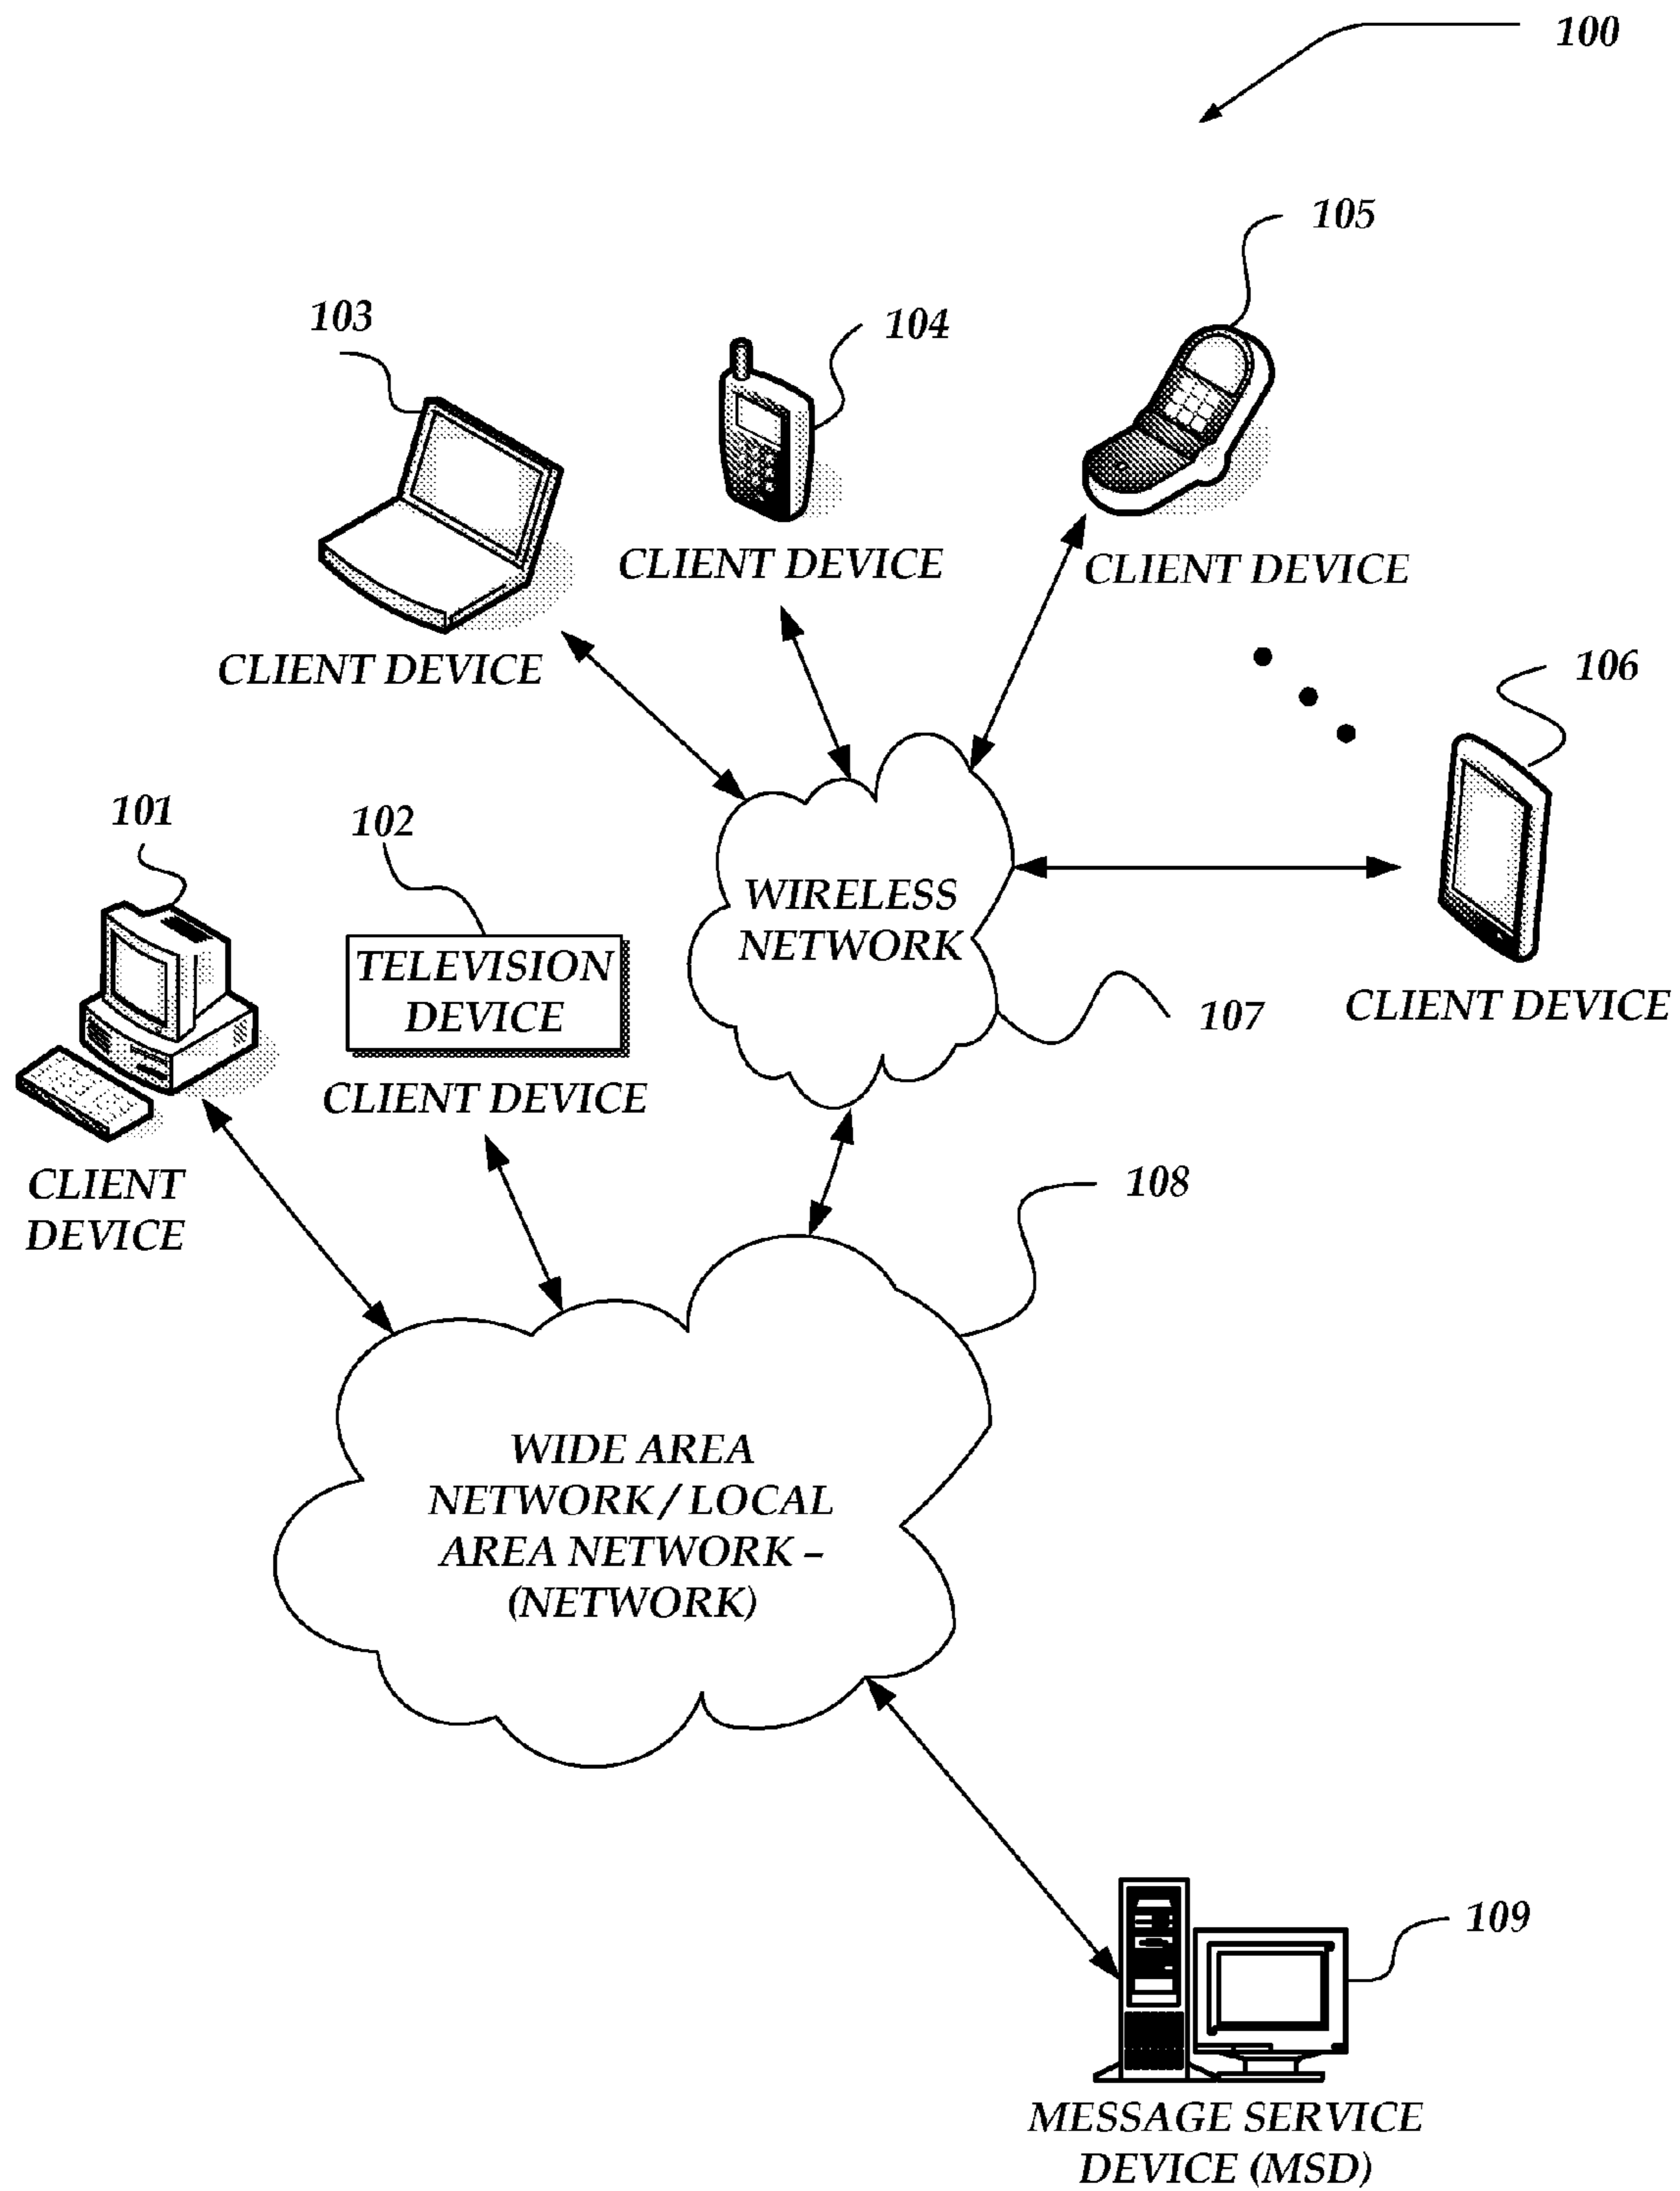 100
105
103
104
CLIENT DEVICE
CLIENT DEVICE
CLIENT DEVICE
106
101
102
WIRELESS
NETWORK
TELEVISION
DEVICE
107
CLIENT DEVICE
CLIENT DEVICE
CLIENT
DEVICE
108
WIDE AREA
NETWORK / LOCAL
AREA NETWORK –
(NETWORK)
109
MESSAGE SERVICE
DEVICE (MSD)